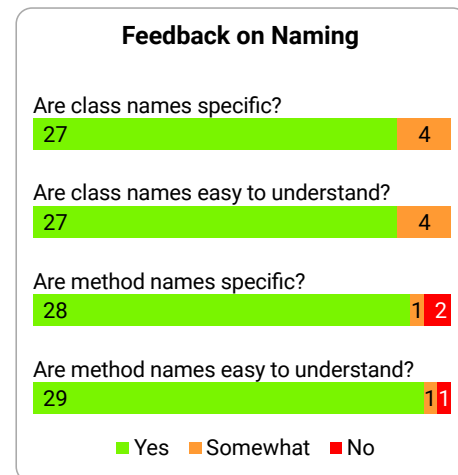 Feedback on Naming
Are class names specific?
27 4
Are class names easy to understand?
27 4
Are method names specific?
28 1 2
Are method names easy to understand?
29 1 1
Yes Somewhat No